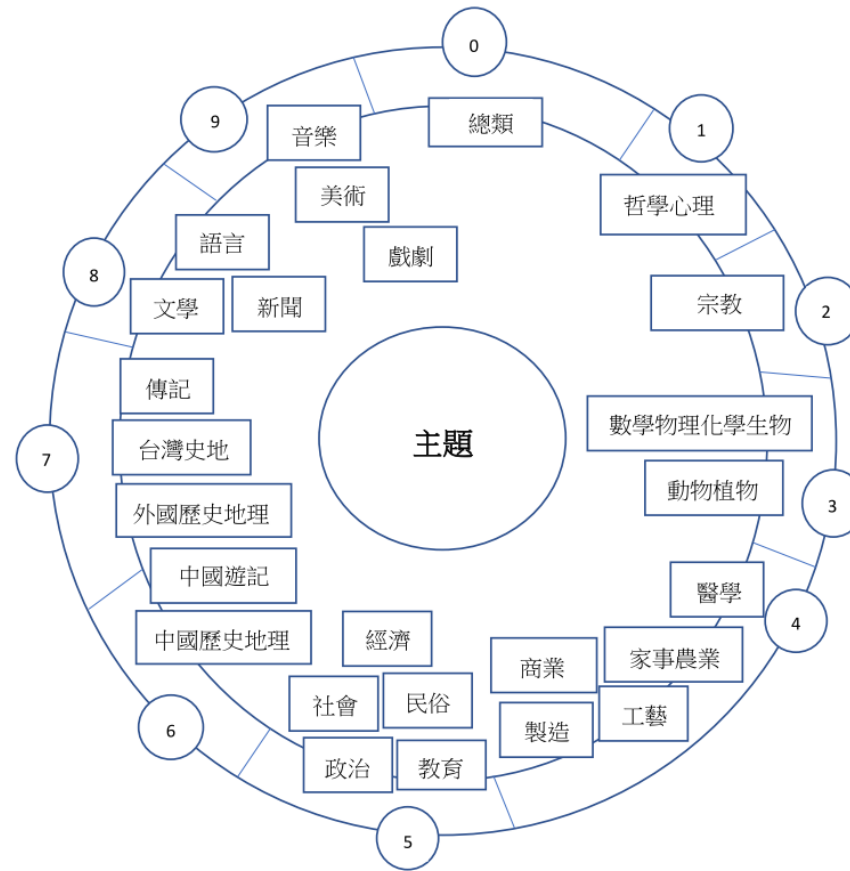 0
總類
1
哲學心理
2
宗教
數學物理化學生物
3
動物植物
4
醫學
家事農業
工藝
商業
製造
5
經濟
民俗
社會
教育
政治
6
中國歷史地理
中國遊記
7
外國歷史地理
台灣史地
傳記
8
文學
新聞
語言
9
音樂
美術
戲劇
主題